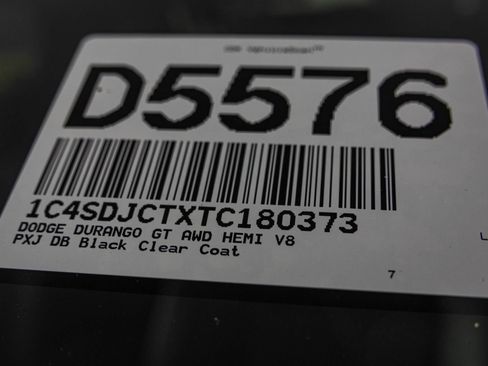 D5576
1C4SDJCTXTC180373
DODGE DURANGO GT AWD HEMI V8
PXJ DB Black Clear Coat
7